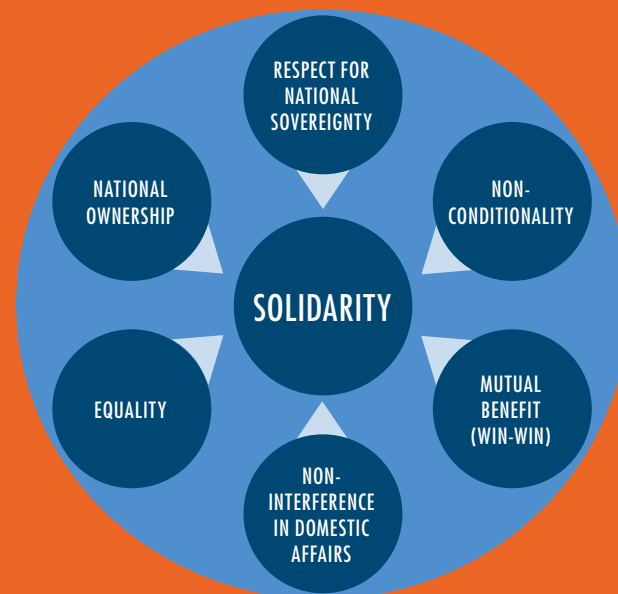 RESPECT FOR
NATIONAL
SOVEREIGNTY
NATIONAL
OWNERSHIP
NON-
CONDITIONALITY
SOLIDARITY
EQUALITY
MUTUAL
BENEFIT
(WIN-WIN)
NON-
INTERFERENCE
IN DOMESTIC
AFFAIRS